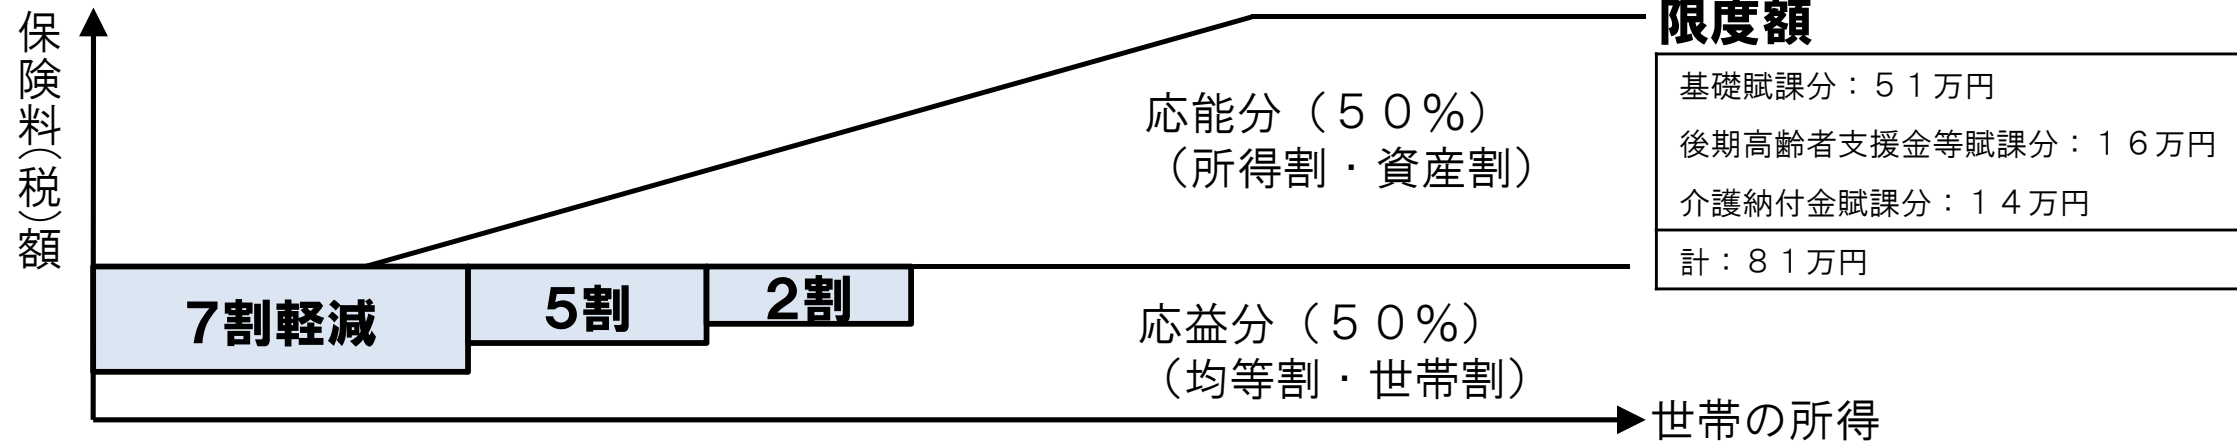 保険料(税)額
限度額
基礎賦課分：５１万円
後期高齢者支援金等賦課分：１６万円
介護納付金賦課分：１４万円
計：８１万円
応能分（５０％）
（所得割・資産割）
７割軽減
５割
２割
応益分（５０％）
（均等割・世帯割）
世帯の所得